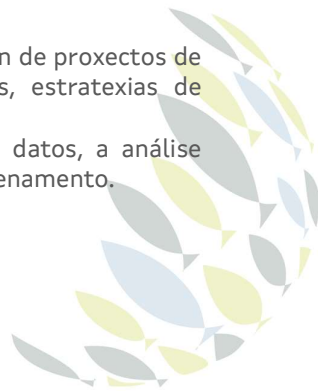 n de proxectos de
s, estratexias de
datos, a análise
enamento.